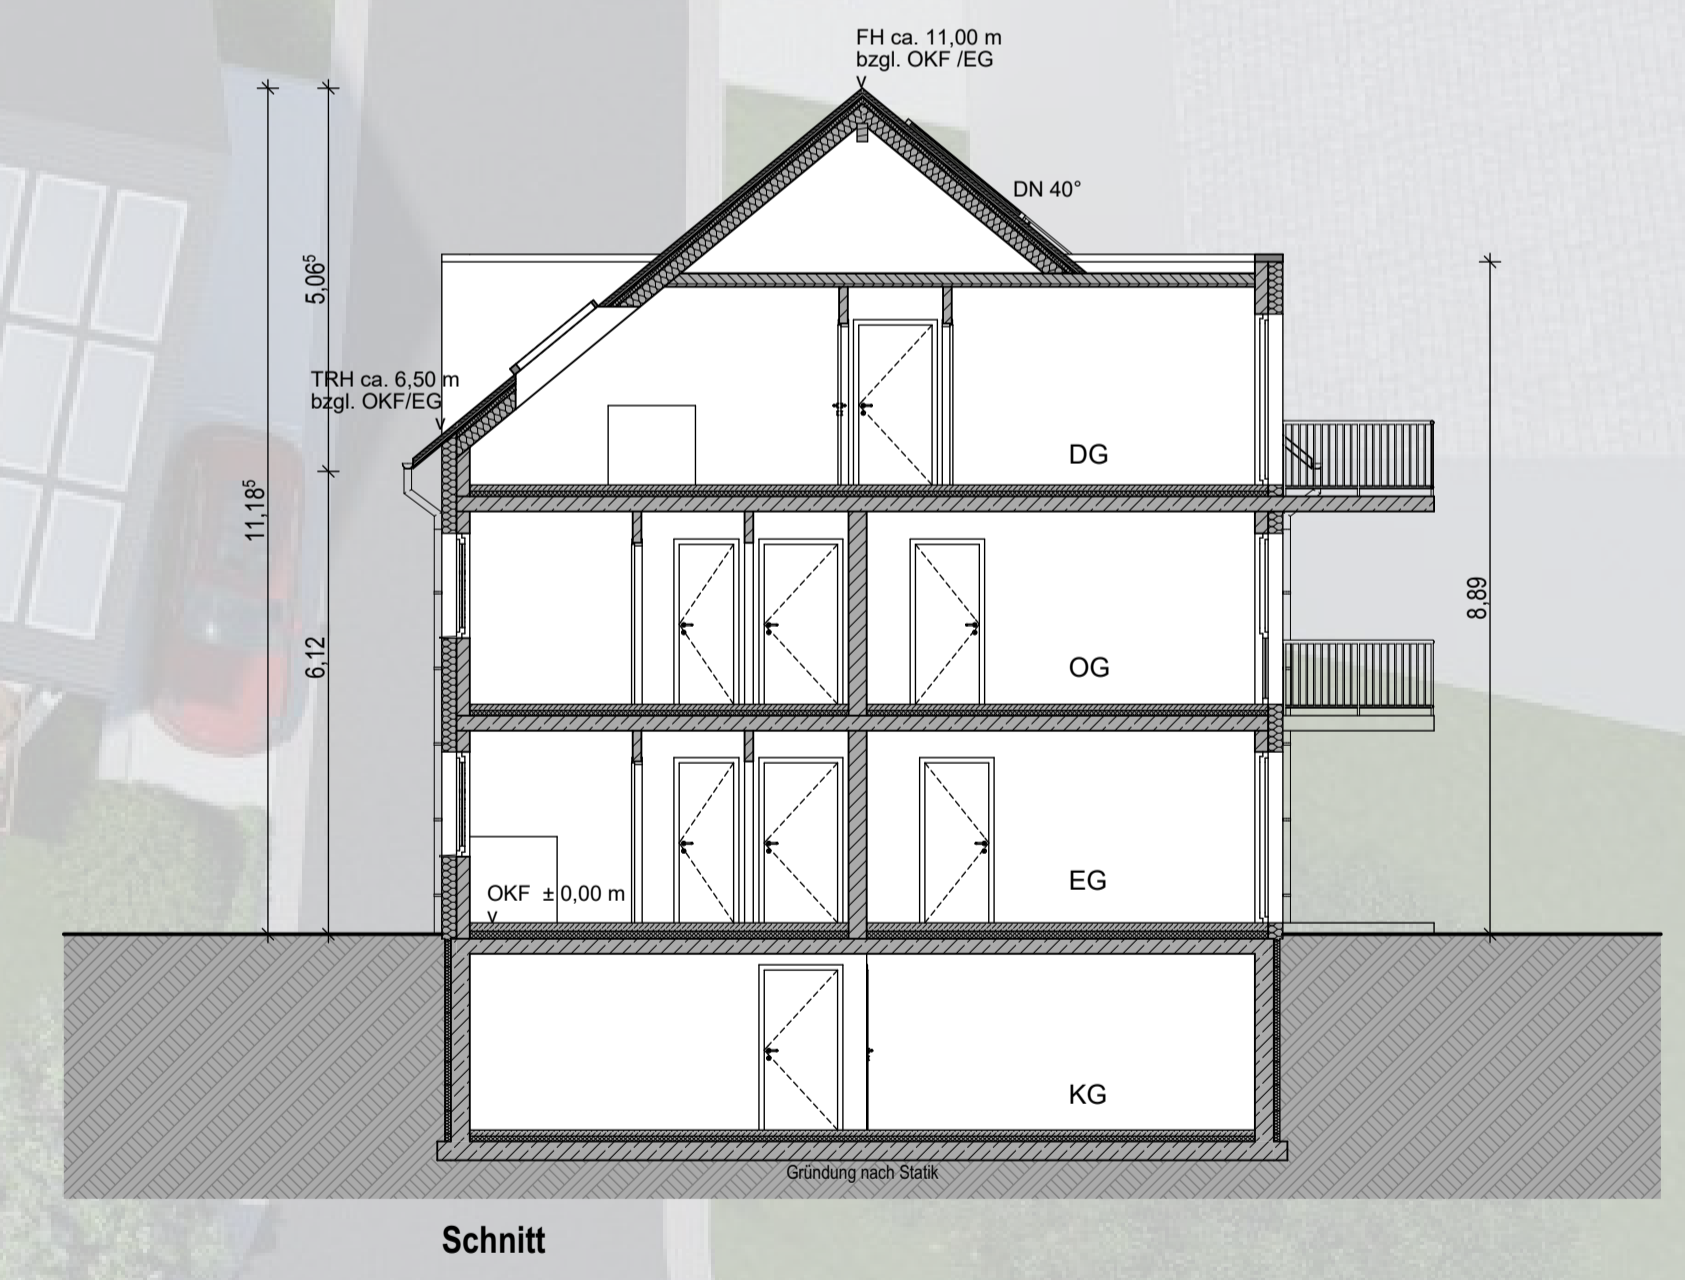 FH ca. 11,00 m
bzgl. OKF /EG
DN 40°
5,06⁵
TRH ca. 6,50 m
bzgl. OKF/EG
DG
11,18⁵
8,89
6,12
OG
EG
OKF ± 0,00 m
KG
Gründung nach Statik
Schnitt